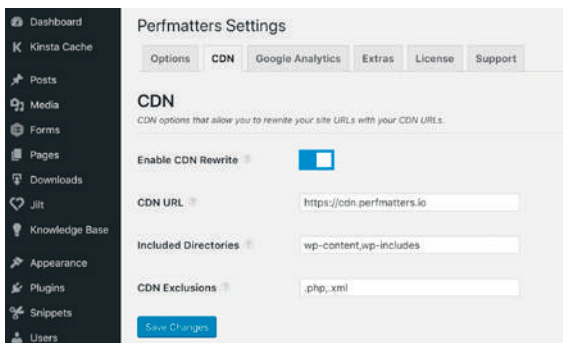 Dashboard
Kinsta Cache
Posts
Media
Forms
Pages
Downloads
Jilt
Knowledge Base
Appearance
Plugins
Snippets
Users
Perfmatters Settings
Options CDN Google Analytics Extras License Support
CDN
CDN options that allow you to rewrite your site URLs with your CDN URLs.
Enable CDN Rewrite ?
CDN URL ? https://cdn.perfmatters.io
Included Directories ? wp-content,wp-includes
CDN Exclusions ? .php,.xml
Save Changes